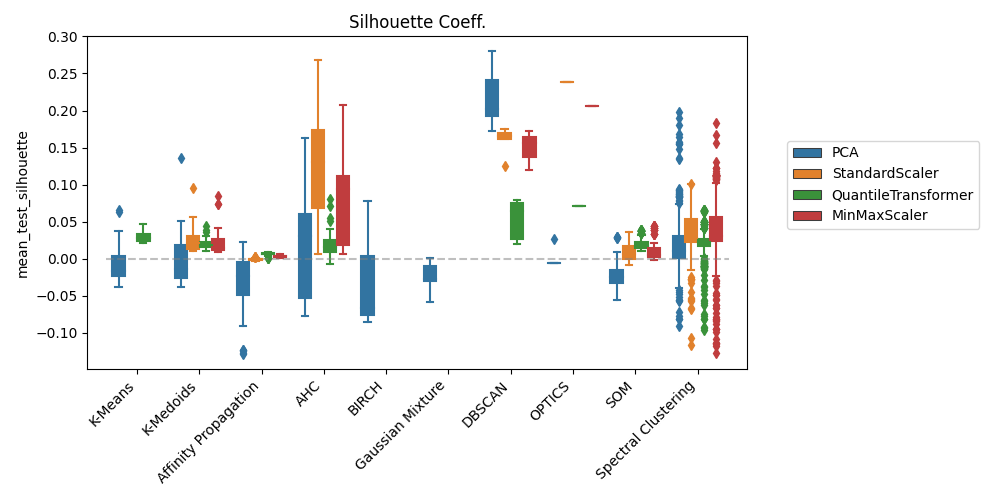 Silhouette Coeff.
mean_test_silhouette
0.30
0.25
0.20
0.15
0.10
0.05
0.00
−0.05
−0.10
K-Means
K-Medoids
Affinity Propagation
AHC
BIRCH
Gaussian Mixture
DBSCAN
OPTICS
SOM
Spectral Clustering
PCA
StandardScaler
QuantileTransformer
MinMaxScaler